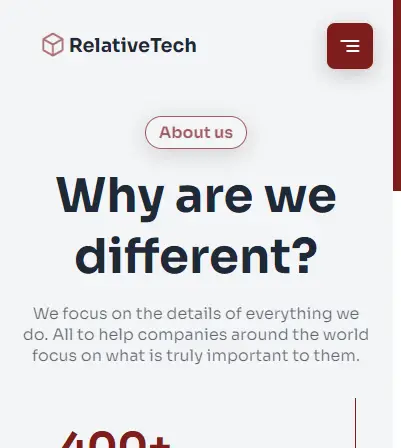 RelativeTech
About us
Why are we
different?
We focus on the details of everything we
do. All to help companies around the world
focus on what is truly important to them.
400+